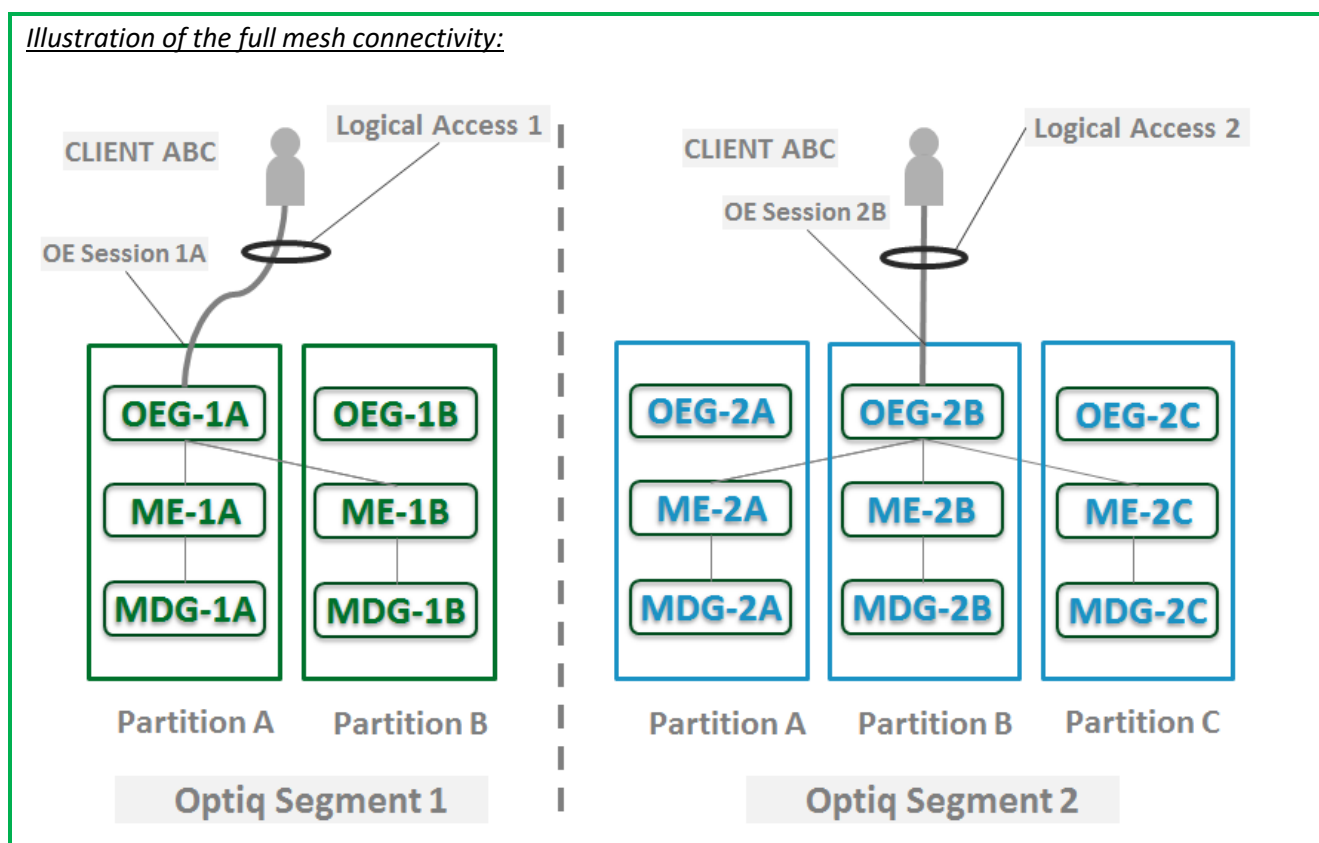 Illustration of the full mesh connectivity:
Logical Access 1
CLIENT ABC
OE Session 1A
OEG-1A
OEG-1B
ME-1A
ME-1B
MDG-1A
MDG-1B
Partition A
Partition B
Optiq Segment 1
Logical Access 2
CLIENT ABC
OE Session 2B
OEG-2A
OEG-2B
OEG-2C
ME-2A
ME-2B
ME-2C
MDG-2A
MDG-2B
MDG-2C
Partition A
Partition B
Partition C
Optiq Segment 2